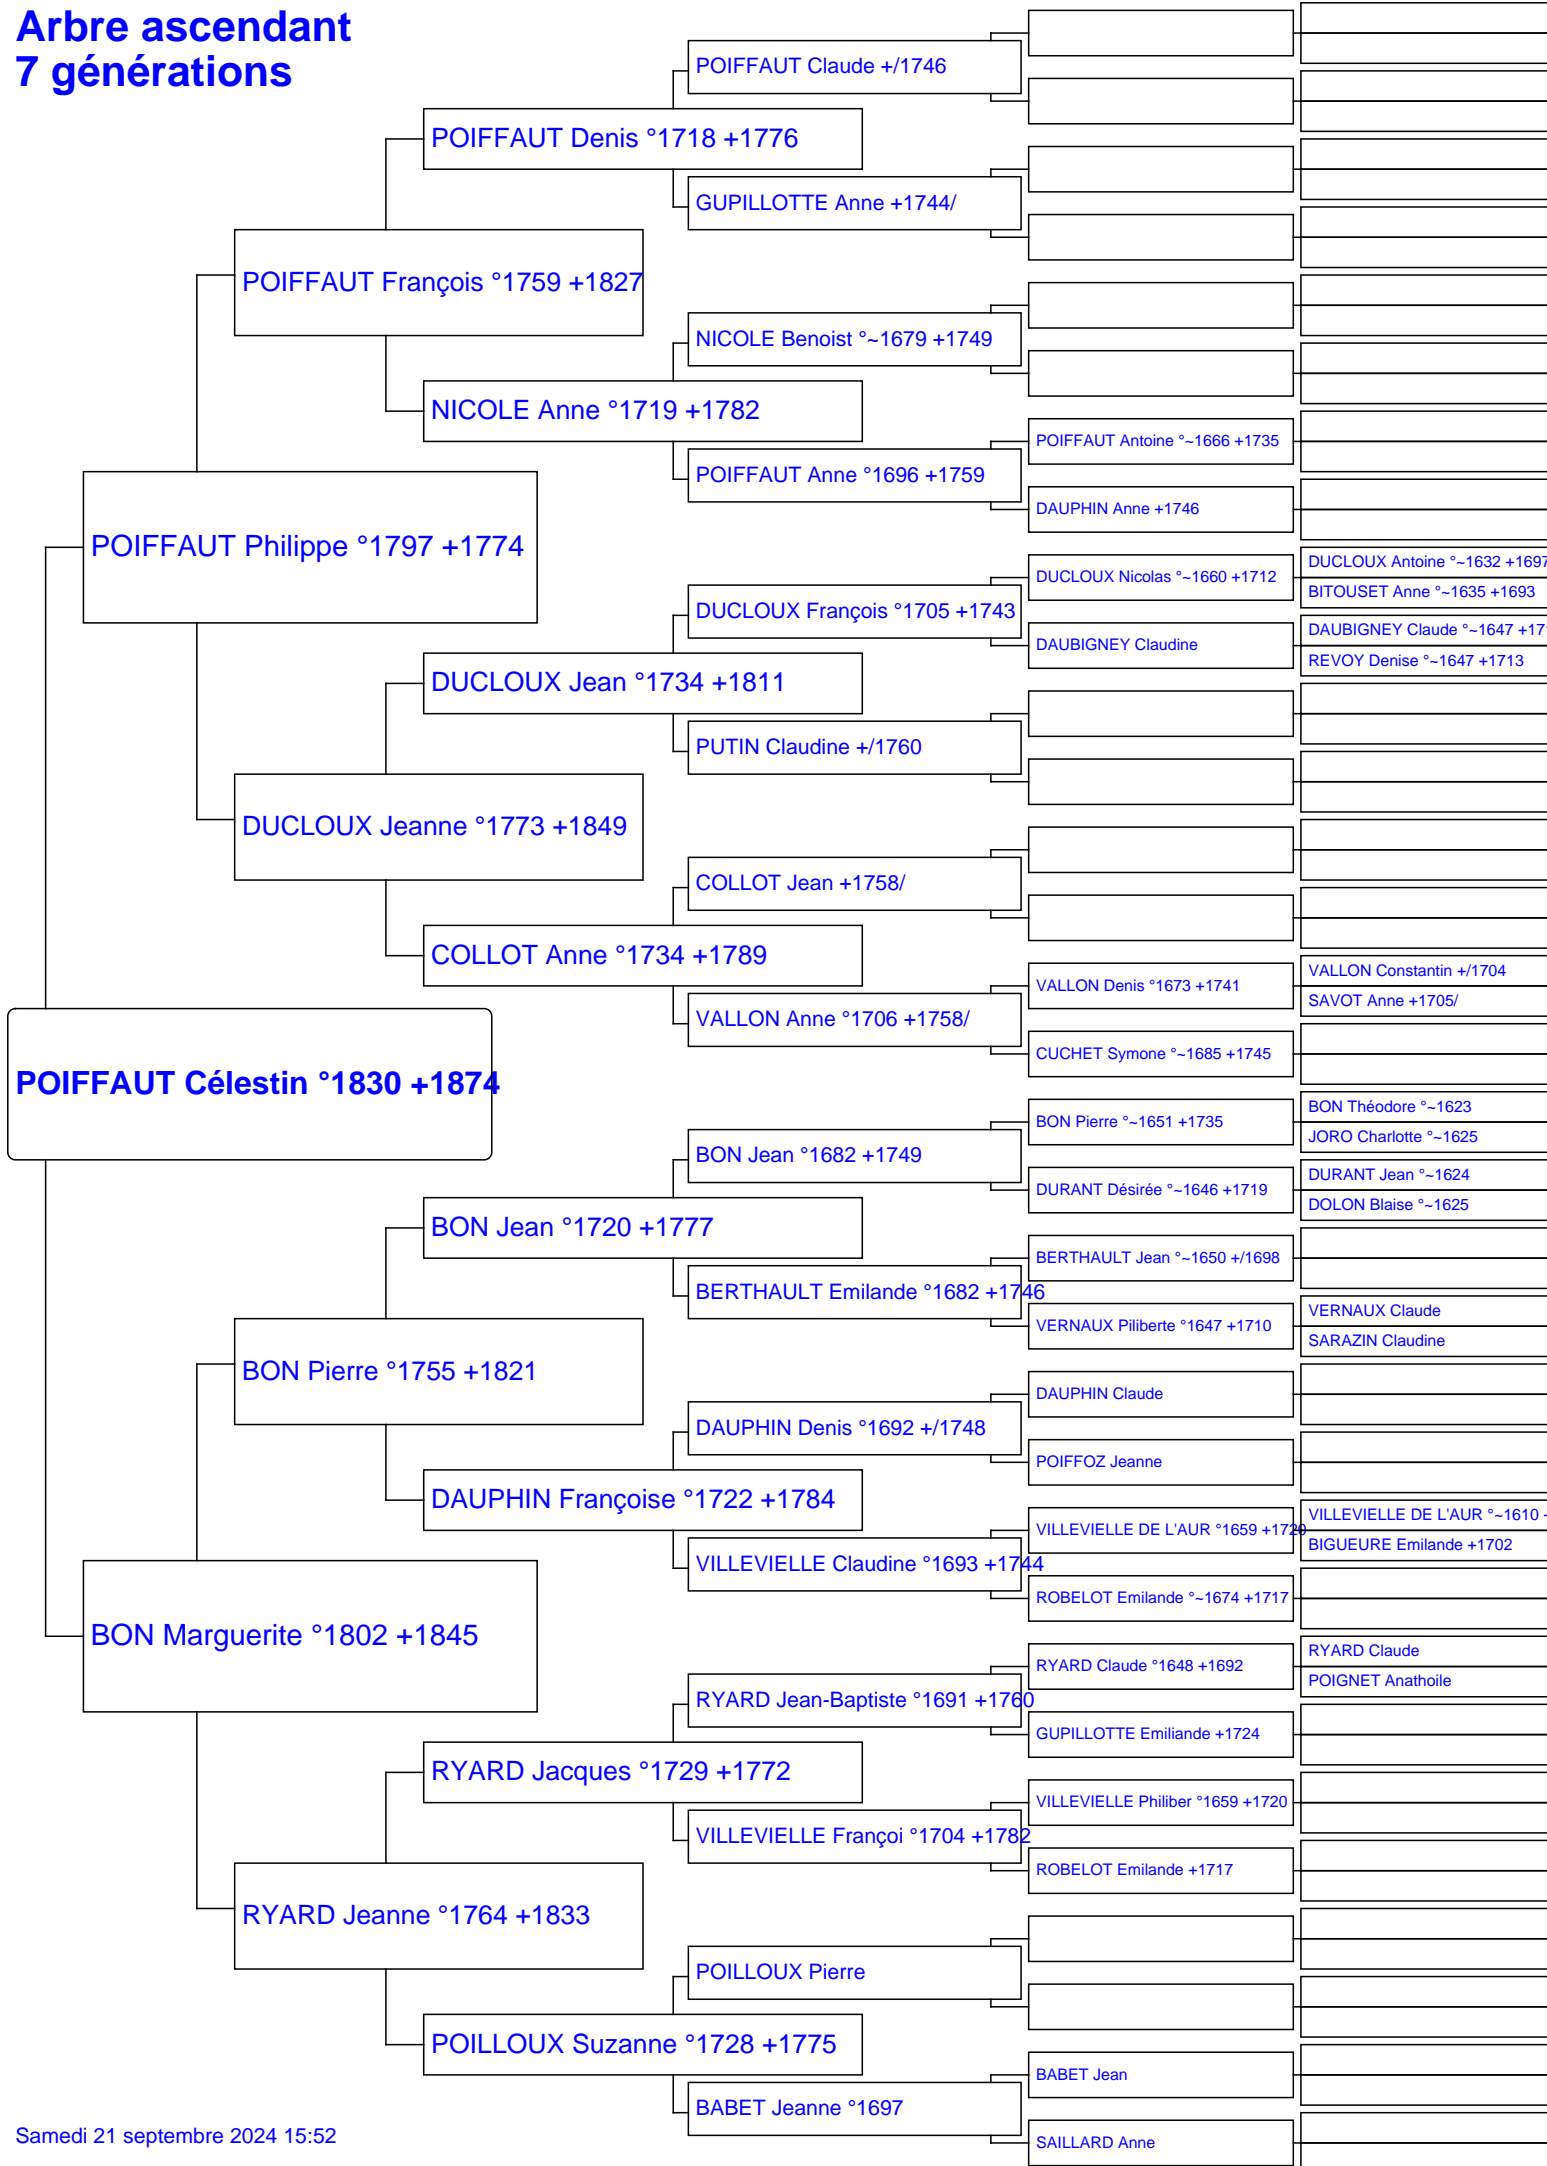 Arbre ascendant
7 générations
POIFFAUT Claude +/1746
POIFFAUT Denis °1718 +1776
GUPILLOTTE Anne +1744/
POIFFAUT François °1759 +1827
NICOLE Benoist °~1679 +1749
NICOLE Anne °1719 +1782
POIFFAUT Antoine °~1666 +1735
POIFFAUT Anne °1696 +1759
DAUPHIN Anne +1746
POIFFAUT Philippe °1797 +1774
DUCLOUX Antoine °~1632 +1697
DUCLOUX Nicolas °~1660 +1712
BITOUSET Anne °~1635 +1693
DUCLOUX François °1705 +1743
DAUBIGNEY Claude °~1647 +171
DAUBIGNEY Claudine
REVOY Denise °~1647 +1713
DUCLOUX Jean °1734 +1811
PUTIN Claudine +/1760
DUCLOUX Jeanne °1773 +1849
COLLOT Jean +1758/
COLLOT Anne °1734 +1789
VALLON Constantin +/1704
VALLON Denis °1673 +1741
SAVOT Anne +1705/
VALLON Anne °1706 +1758/
CUCHET Symone °~1685 +1745
POIFFAUT Célestin °1830 +1874
BON Théodore °~1623
BON Pierre °~1651 +1735
JORO Charlotte °~1625
BON Jean °1682 +1749
DURANT Jean °~1624
DURANT Désirée °~1646 +1719
DOLON Blaise °~1625
BON Jean °1720 +1777
BERTHAULT Jean °~1650 +/1698
BERTHAULT Emilande °1682 +1746
VERNAUX Claude
VERNAUX Piliberte °1647 +1710
SARAZIN Claudine
BON Pierre °1755 +1821
DAUPHIN Claude
DAUPHIN Denis °1692 +/1748
POIFFOZ Jeanne
DAUPHIN Françoise °1722 +1784
VILLEVIELLE DE L'AUR °~1610 +
VILLEVIELLE DE L'AUR °1659 +1720
BIGUEURE Emilande +1702
VILLEVIELLE Claudine °1693 +1744
ROBELOT Emilande °~1674 +1717
BON Marguerite °1802 +1845
RYARD Claude
RYARD Claude °1648 +1692
POIGNET Anathoile
RYARD Jean-Baptiste °1691 +1760
GUPILLOTTE Emiliande +1724
RYARD Jacques °1729 +1772
VILLEVIELLE Philiber °1659 +1720
VILLEVIELLE Françoi °1704 +1782
ROBELOT Emilande +1717
RYARD Jeanne °1764 +1833
POILLOUX Pierre
POILLOUX Suzanne °1728 +1775
BABET Jean
BABET Jeanne °1697
SAILLARD Anne
Samedi 21 septembre 2024 15:52